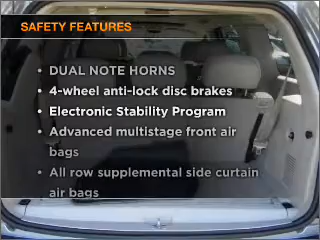 SAFETY FEATURES
• DUAL NOTE HORNS
• 4-wheel anti-lock disc brakes
• Electronic Stability Program
• Advanced multistage front air
bags
• All row supplemental side curtain
air bags